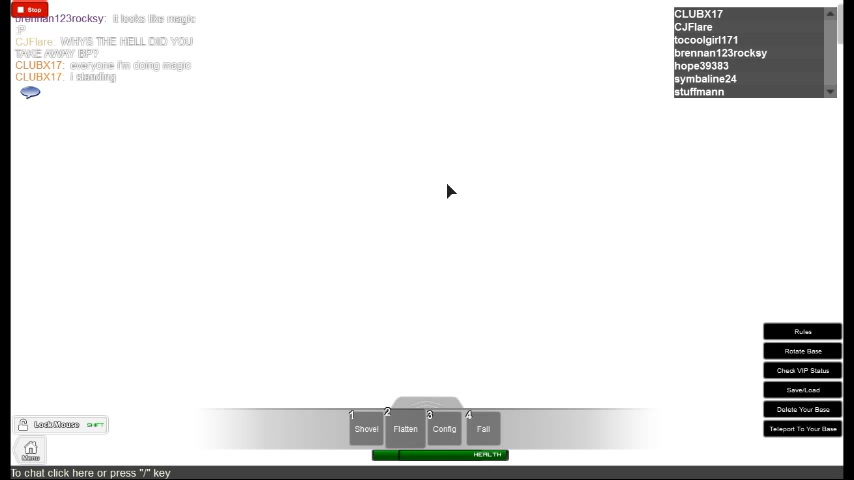 Stop
brennan123rocksy: it looks like magic
:P
CJFlare: WHYS THE HELL DID YOU
TAKE AWAY BP?
CLUBX17: everyone i'm doing magic
CLUBX17: i standing
CLUBX17
CJFlare
tocoolgirl171
brennan123rocksy
hope39383
symbaline24
stuffmann
Rules
Rotate Base
Check VIP Status
Save/Load
Delete Your Base
Teleport To Your Base
1 Shovel
2 Flatten
3 Config
4 Fall
HEALTH
Lock Mouse SHIFT
Menu
To chat click here or press "/" key